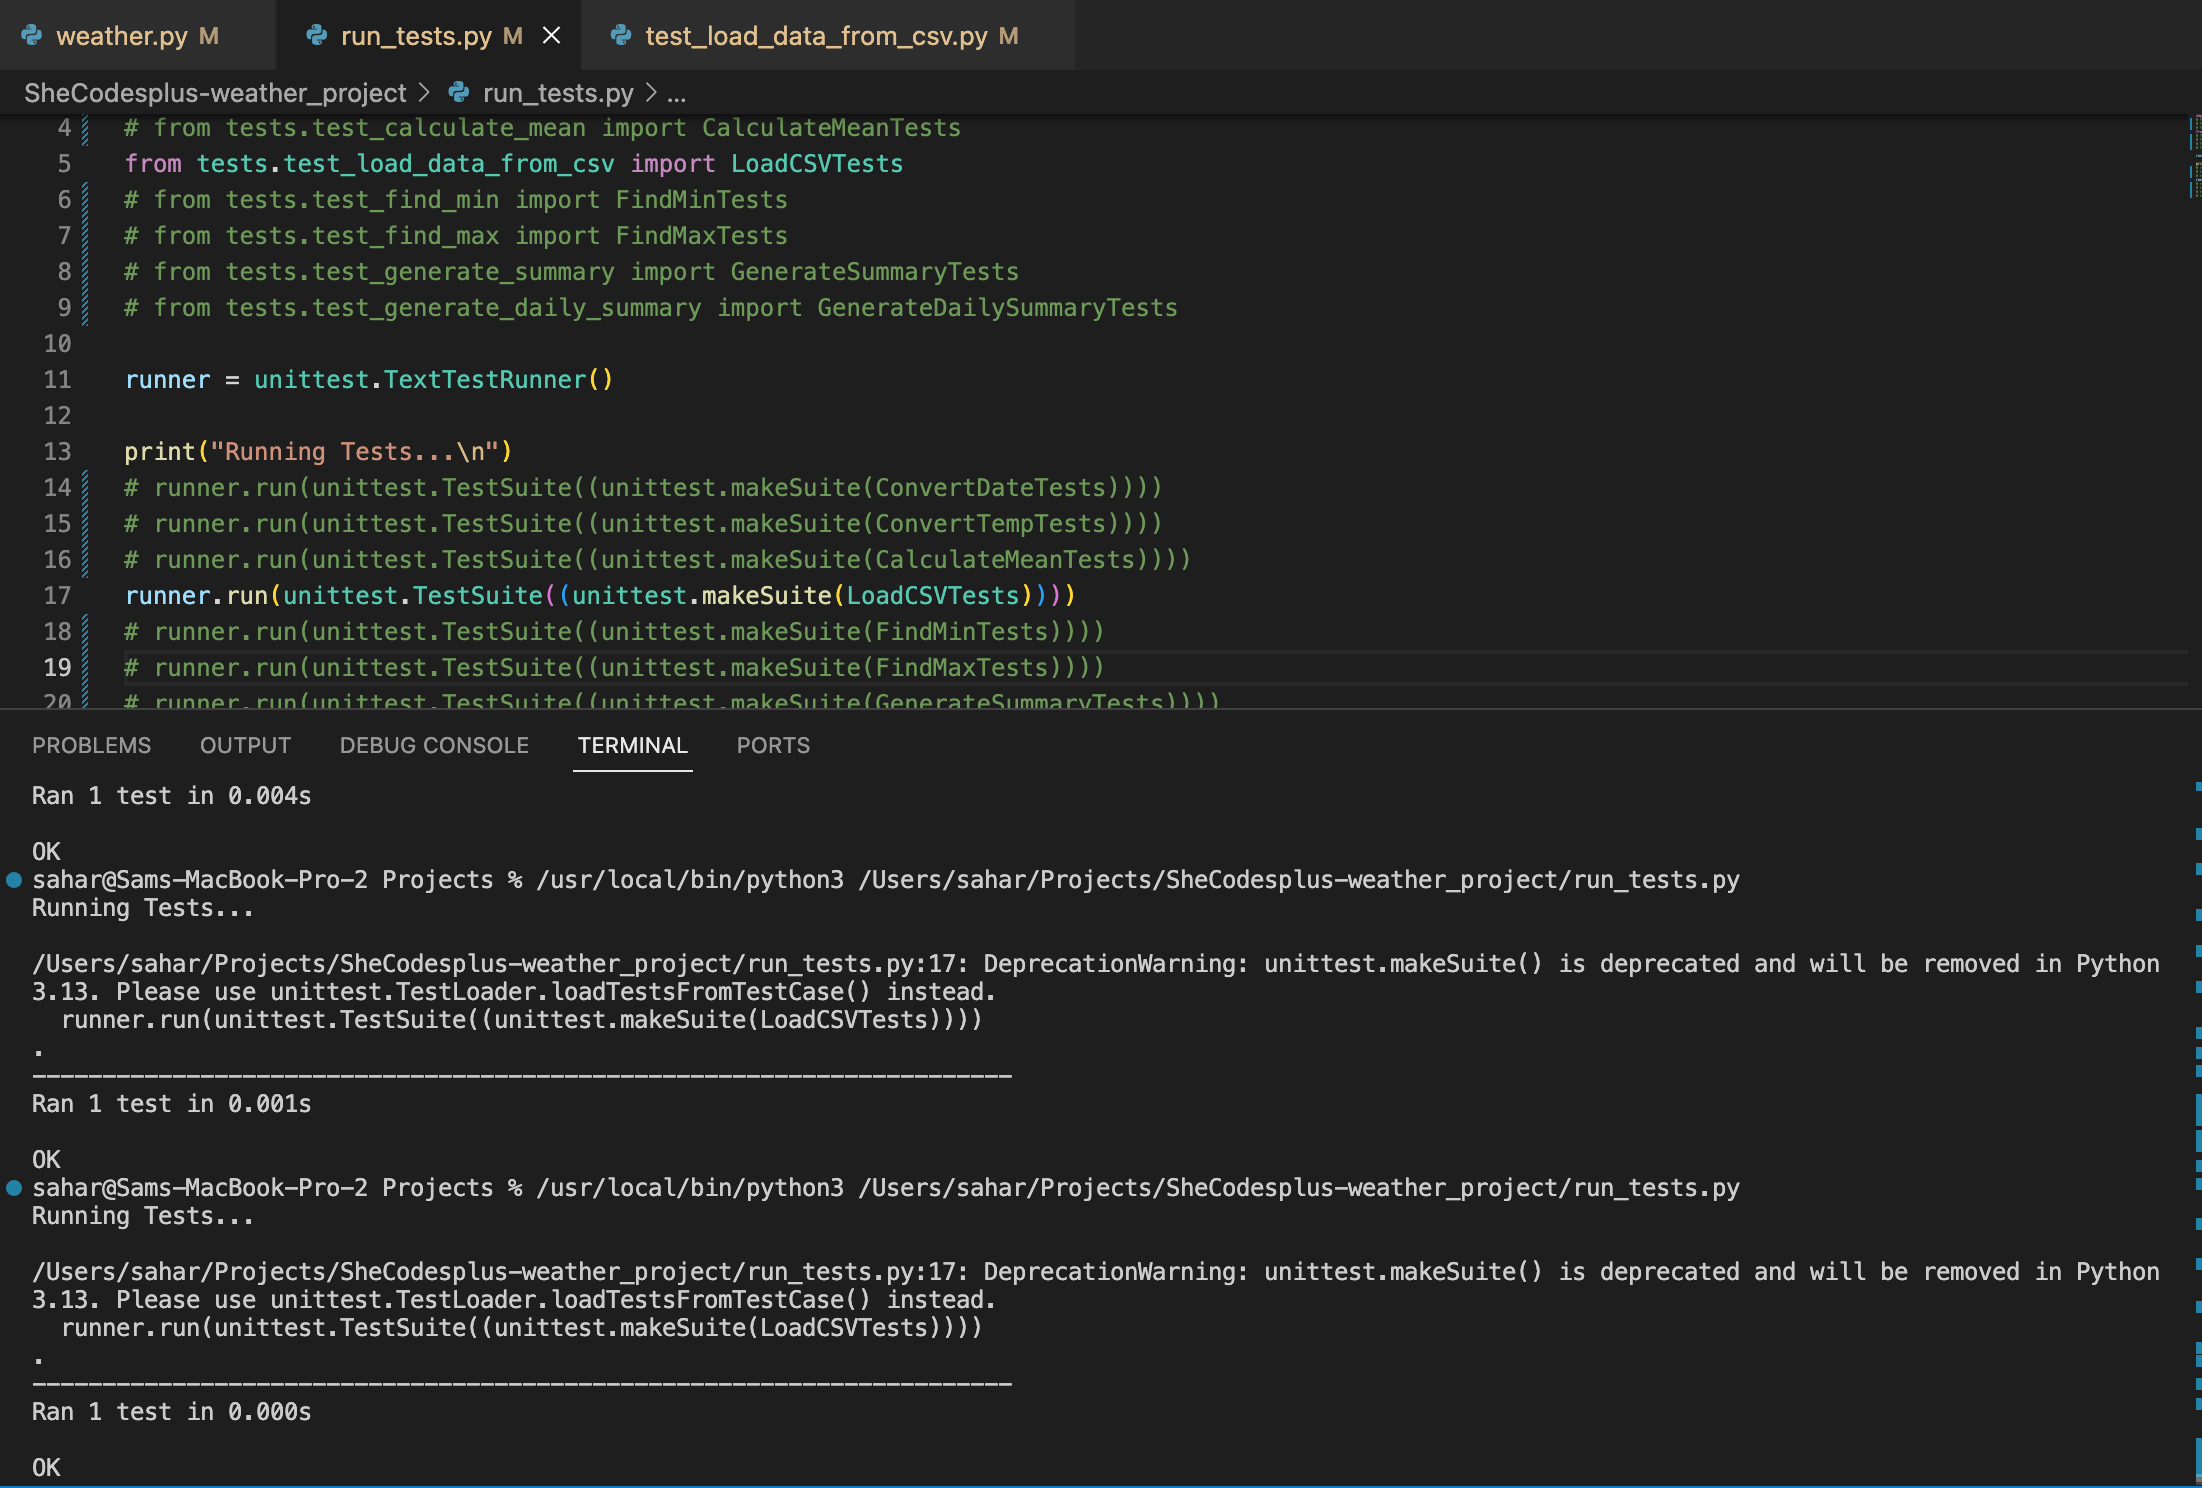 weather.py M run_tests.py M test_load_data_from_csv.py M
SheCodesplus-weather_project > run_tests.py > ...
4 # from tests.test_calculate_mean import CalculateMeanTests
5 from tests.test_load_data_from_csv import LoadCSVTests
6 # from tests.test_find_min import FindMinTests
7 # from tests.test_find_max import FindMaxTests
8 # from tests.test_generate_summary import GenerateSummaryTests
9 # from tests.test_generate_daily_summary import GenerateDailySummaryTests
10
11 runner = unittest.TextTestRunner()
12
13 print("Running Tests...\n")
14 # runner.run(unittest.TestSuite((unittest.makeSuite(ConvertDateTests))))
15 # runner.run(unittest.TestSuite((unittest.makeSuite(ConvertTempTests))))
16 # runner.run(unittest.TestSuite((unittest.makeSuite(CalculateMeanTests))))
17 runner.run(unittest.TestSuite((unittest.makeSuite(LoadCSVTests))))
18 # runner.run(unittest.TestSuite((unittest.makeSuite(FindMinTests))))
19 # runner.run(unittest.TestSuite((unittest.makeSuite(FindMaxTests))))
20 # runner.run(unittest.TestSuite((unittest.makeSuite(GenerateSummaryTests))))
PROBLEMS OUTPUT DEBUG CONSOLE TERMINAL PORTS
Ran 1 test in 0.004s
OK
sahar@Sams-MacBook-Pro-2 Projects % /usr/local/bin/python3 /Users/sahar/Projects/SheCodesplus-weather_project/run_tests.py
Running Tests...
/Users/sahar/Projects/SheCodesplus-weather_project/run_tests.py:17: DeprecationWarning: unittest.makeSuite() is deprecated and will be removed in Python
3.13. Please use unittest.TestLoader.loadTestsFromTestCase() instead.
runner.run(unittest.TestSuite((unittest.makeSuite(LoadCSVTests))))
.
----------------------------------------------------------------------
Ran 1 test in 0.001s
OK
sahar@Sams-MacBook-Pro-2 Projects % /usr/local/bin/python3 /Users/sahar/Projects/SheCodesplus-weather_project/run_tests.py
Running Tests...
/Users/sahar/Projects/SheCodesplus-weather_project/run_tests.py:17: DeprecationWarning: unittest.makeSuite() is deprecated and will be removed in Python
3.13. Please use unittest.TestLoader.loadTestsFromTestCase() instead.
runner.run(unittest.TestSuite((unittest.makeSuite(LoadCSVTests))))
.
----------------------------------------------------------------------
Ran 1 test in 0.000s
OK